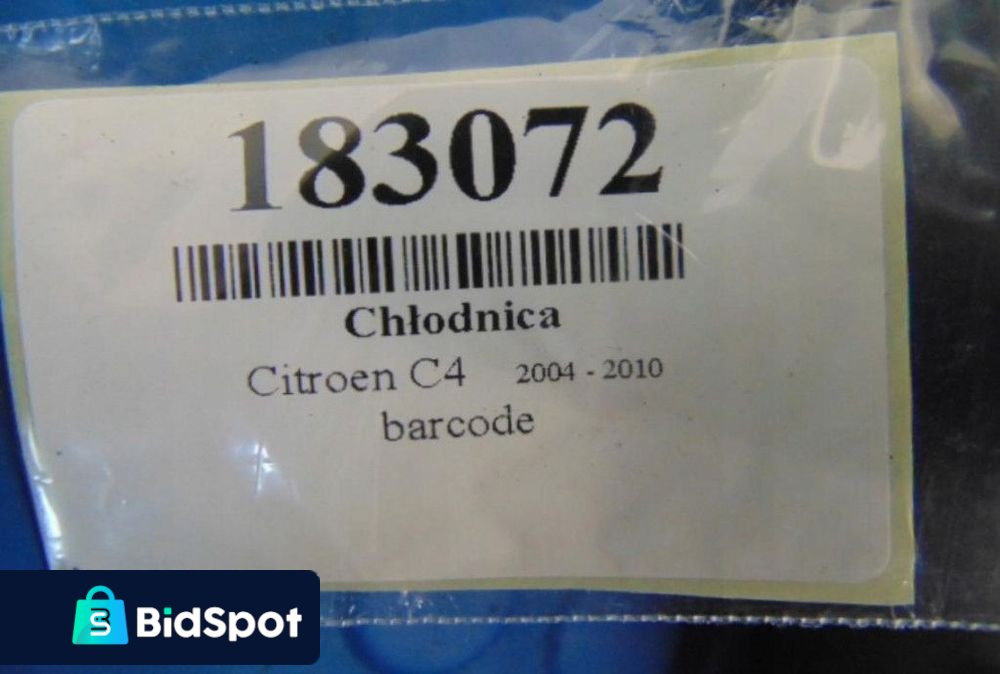 183072
Chłodnica
Citroen C4 2004 - 2010
barcode
BidSpot